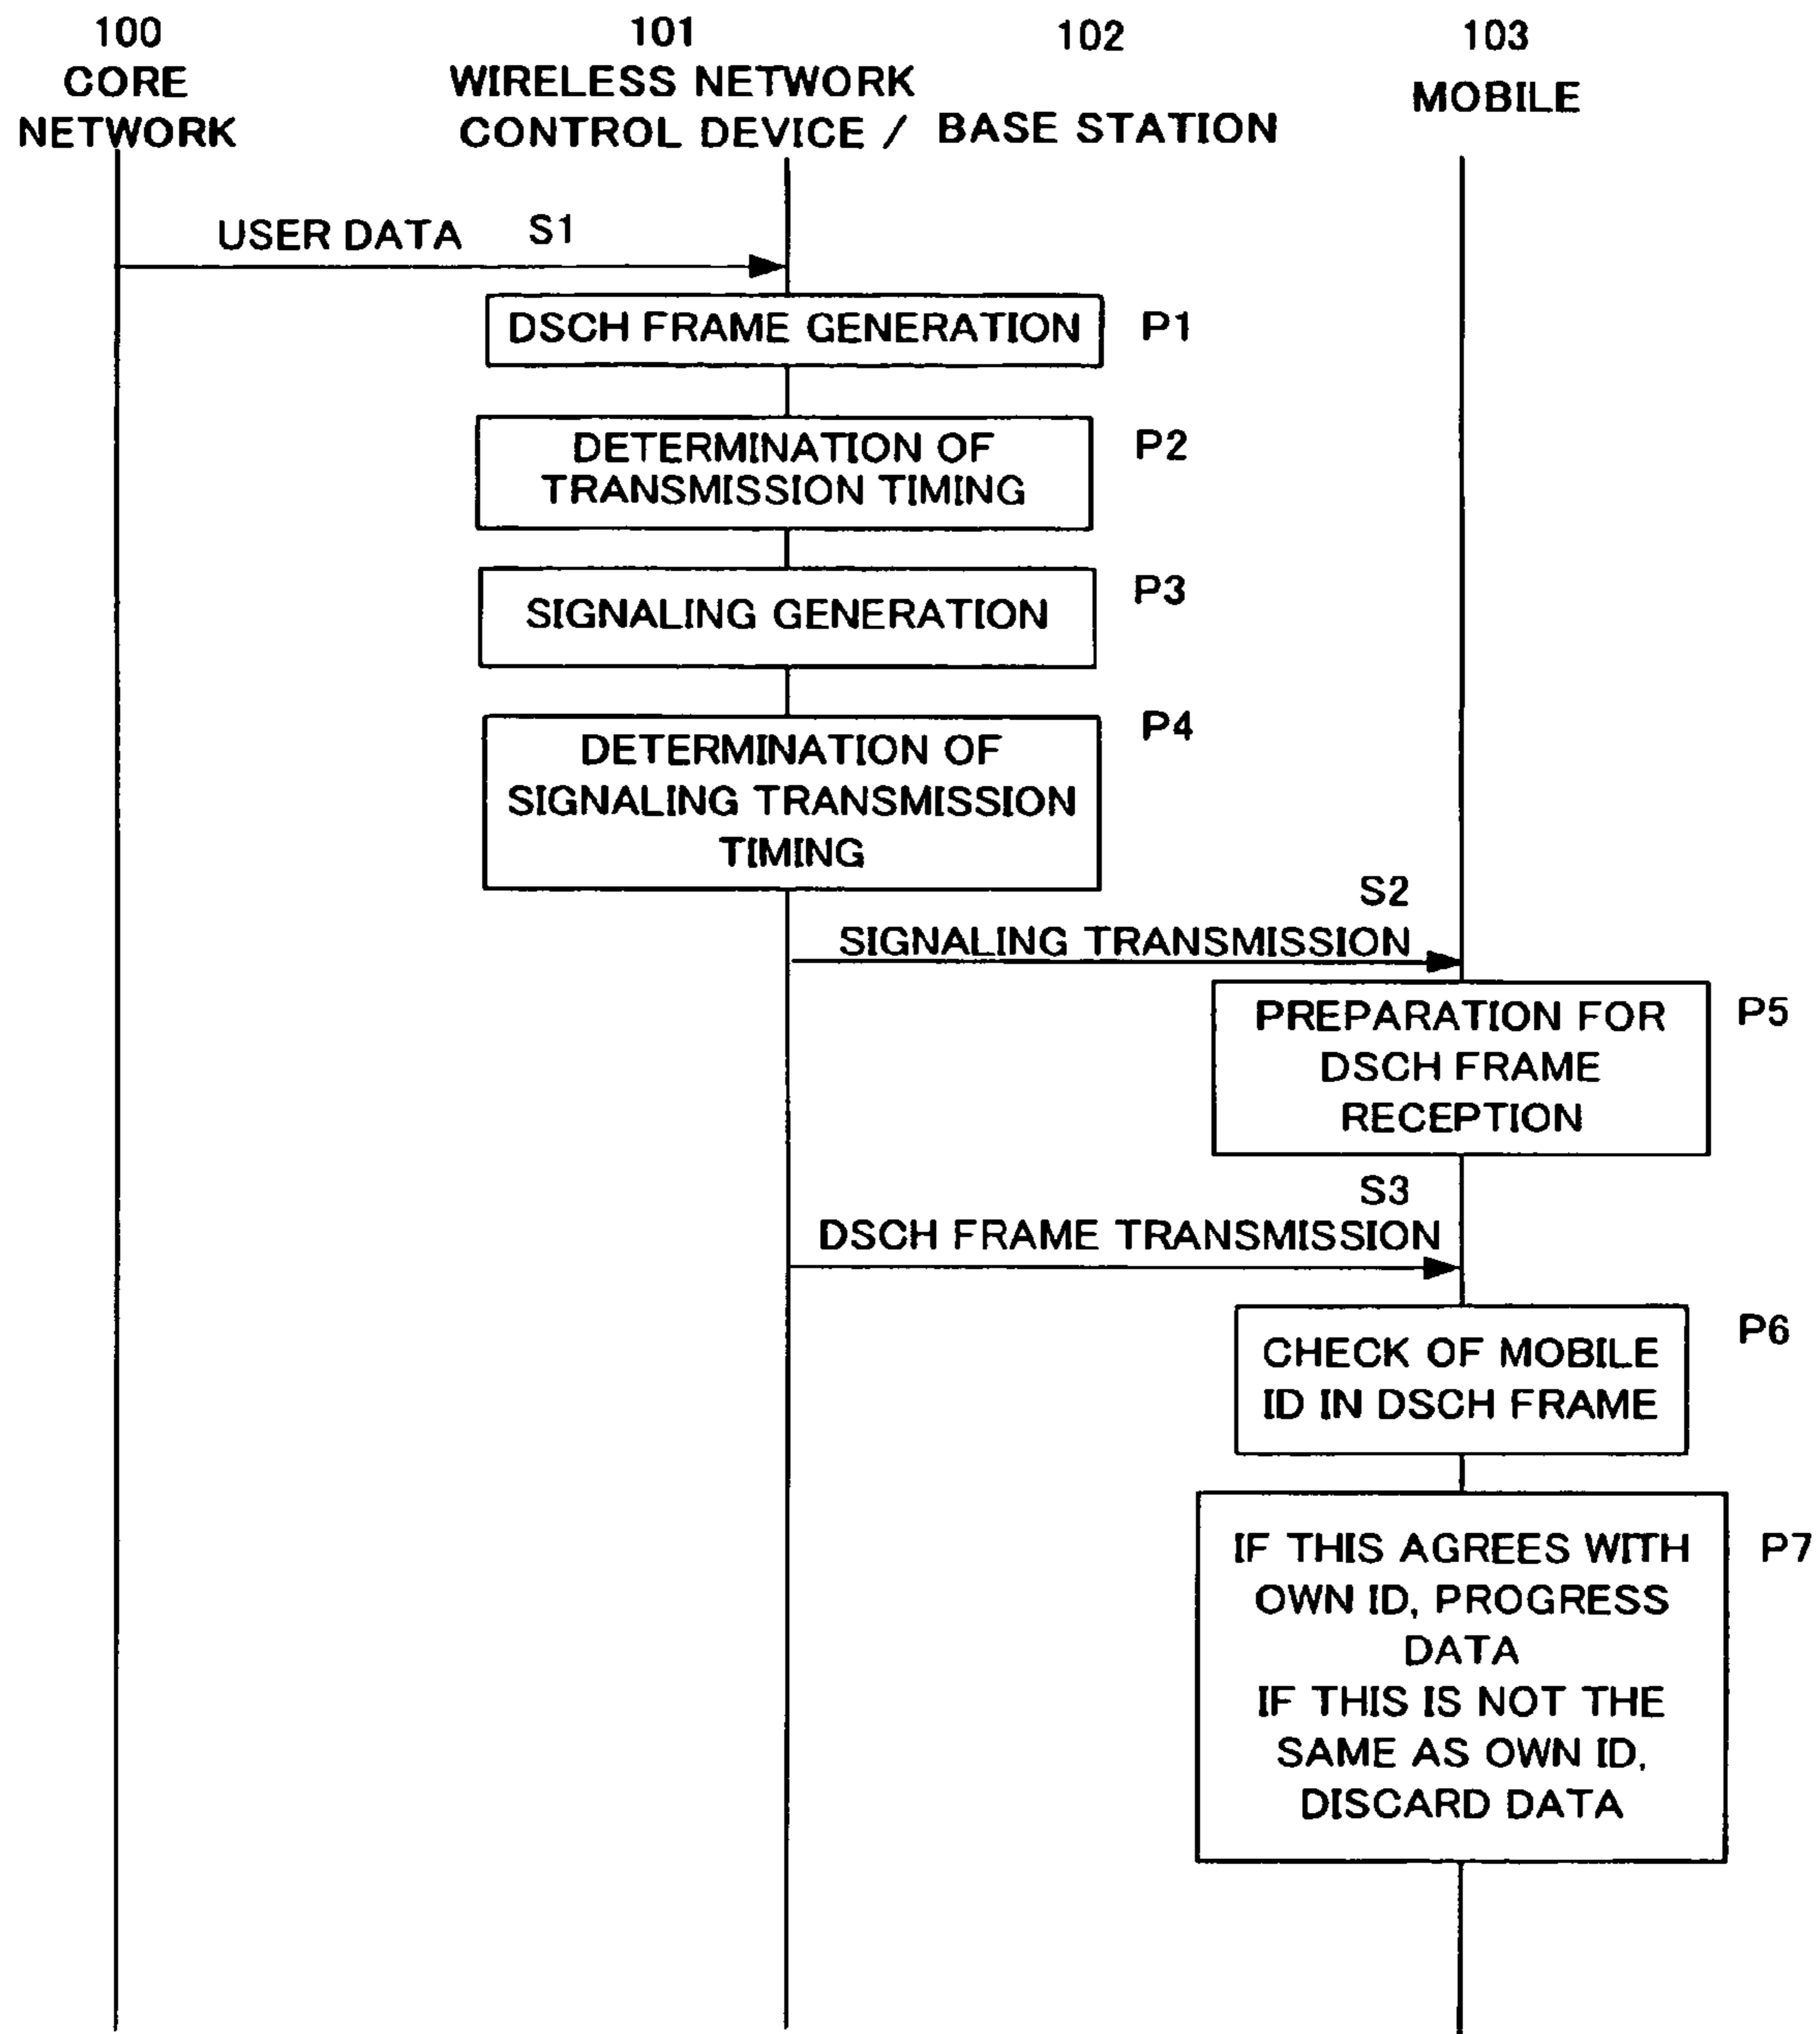 100
CORE
NETWORK
101
WIRELESS NETWORK
CONTROL DEVICE /
102
BASE STATION
103
MOBILE
USER DATA S1
DSCH FRAME GENERATION
P1
DETERMINATION OF
TRANSMISSION TIMING
P2
SIGNALING GENERATION
P3
DETERMINATION OF
SIGNALING TRANSMISSION
TIMING
P4
S2
SIGNALING TRANSMISSION
PREPARATION FOR
DSCH FRAME
RECEPTION
P5
S3
DSCH FRAME TRANSMISSION
CHECK OF MOBILE
ID IN DSCH FRAME
P6
IF THIS AGREES WITH
OWN ID, PROGRESS
DATA
IF THIS IS NOT THE
SAME AS OWN ID,
DISCARD DATA
P7